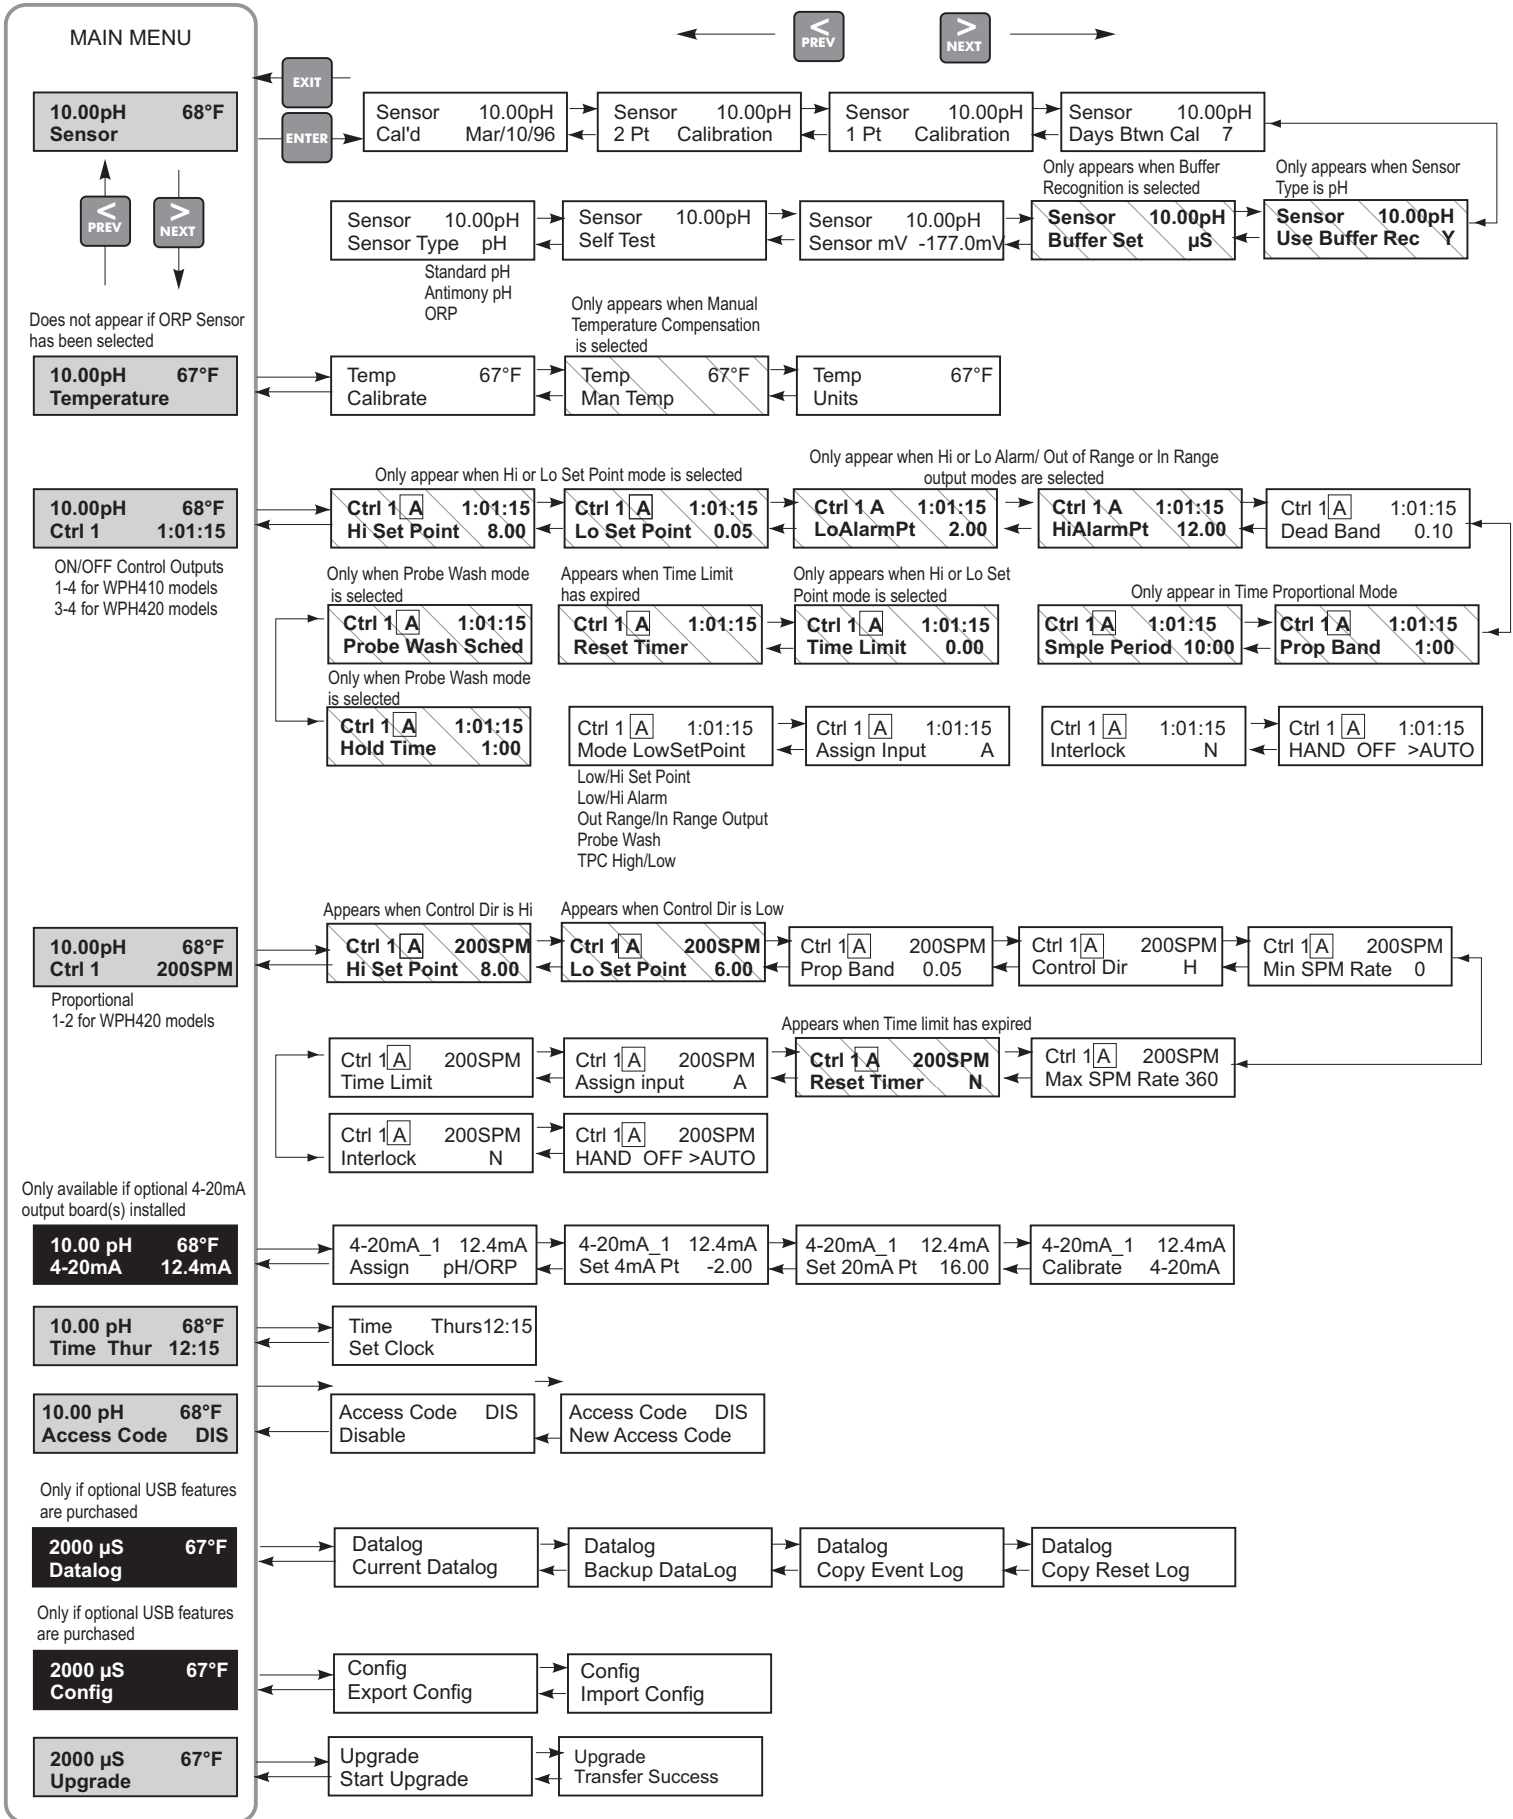 MAIN MENU
<
PREV
>
NEXT
EXIT
ENTER
10.00pH 68°F
Sensor
Sensor 10.00pH
Cal'd Mar/10/96
Sensor 10.00pH
2 Pt Calibration
Sensor 10.00pH
1 Pt Calibration
Sensor 10.00pH
Days Btwn Cal 7
<
PREV
>
NEXT
Only appears when Buffer
Recognition is selected
Only appears when Sensor
Type is pH
Sensor 10.00pH
Sensor Type pH
Sensor 10.00pH
Self Test
Sensor 10.00pH
Sensor mV -177.0mV
Sensor 10.00pH
Buffer Set µS
Sensor 10.00pH
Use Buffer Rec Y
Standard pH
Antimony pH
ORP
Does not appear if ORP Sensor
has been selected
Only appears when Manual
Temperature Compensation
is selected
10.00pH 67°F
Temperature
Temp 67°F
Calibrate
Temp 67°F
Man Temp
Temp 67°F
Units
Only appear when Hi or Lo Set Point mode is selected
Only appear when Hi or Lo Alarm/ Out of Range or In Range
output modes are selected
10.00pH 68°F
Ctrl 1 1:01:15
Ctrl 1 A 1:01:15
Hi Set Point 8.00
Ctrl 1 A 1:01:15
Lo Set Point 0.05
Ctrl 1 A 1:01:15
LoAlarmPt 2.00
Ctrl 1 A 1:01:15
HiAlarmPt 12.00
Ctrl 1 A 1:01:15
Dead Band 0.10
ON/OFF Control Outputs
1-4 for WPH410 models
3-4 for WPH420 models
Only when Probe Wash mode
is selected
Appears when Time Limit
has expired
Only appears when Hi or Lo Set
Point mode is selected
Only appear in Time Proportional Mode
Ctrl 1 A 1:01:15
Probe Wash Sched
Ctrl 1 A 1:01:15
Reset Timer
Ctrl 1 A 1:01:15
Time Limit 0.00
Ctrl 1 A 1:01:15
Smple Period 10:00
Ctrl 1 A 1:01:15
Prop Band 1:00
Only when Probe Wash mode
is selected
Ctrl 1 A 1:01:15
Hold Time 1:00
Ctrl 1 A 1:01:15
Mode LowSetPoint
Ctrl 1 A 1:01:15
Assign Input A
Ctrl 1 A 1:01:15
Interlock N
Ctrl 1 A 1:01:15
HAND OFF >AUTO
Low/Hi Set Point
Low/Hi Alarm
Out Range/In Range Output
Probe Wash
TPC High/Low
Appears when Control Dir is Hi
Appears when Control Dir is Low
10.00pH 68°F
Ctrl 1 200SPM
Ctrl 1 A 200SPM
Hi Set Point 8.00
Ctrl 1 A 200SPM
Lo Set Point 6.00
Ctrl 1 A 200SPM
Prop Band 0.05
Ctrl 1 A 200SPM
Control Dir H
Ctrl 1 A 200SPM
Min SPM Rate 0
Proportional
1-2 for WPH420 models
Appears when Time limit has expired
Ctrl 1 A 200SPM
Time Limit
Ctrl 1 A 200SPM
Assign input A
Ctrl 1 A 200SPM
Reset Timer N
Ctrl 1 A 200SPM
Max SPM Rate 360
Ctrl 1 A 200SPM
Interlock N
Ctrl 1 A 200SPM
HAND OFF >AUTO
Only available if optional 4-20mA
output board(s) installed
10.00 pH 68°F
4-20mA 12.4mA
4-20mA_1 12.4mA
Assign pH/ORP
4-20mA_1 12.4mA
Set 4mA Pt -2.00
4-20mA_1 12.4mA
Set 20mA Pt 16.00
4-20mA_1 12.4mA
Calibrate 4-20mA
10.00 pH 68°F
Time Thur 12:15
Time Thurs12:15
Set Clock
10.00 pH 68°F
Access Code DIS
Access Code DIS
Disable
Access Code DIS
New Access Code
Only if optional USB features
are purchased
2000 µS 67°F
Datalog
Datalog
Current Datalog
Datalog
Backup DataLog
Datalog
Copy Event Log
Datalog
Copy Reset Log
Only if optional USB features
are purchased
2000 µS 67°F
Config
Config
Export Config
Config
Import Config
2000 µS 67°F
Upgrade
Upgrade
Start Upgrade
Upgrade
Transfer Success